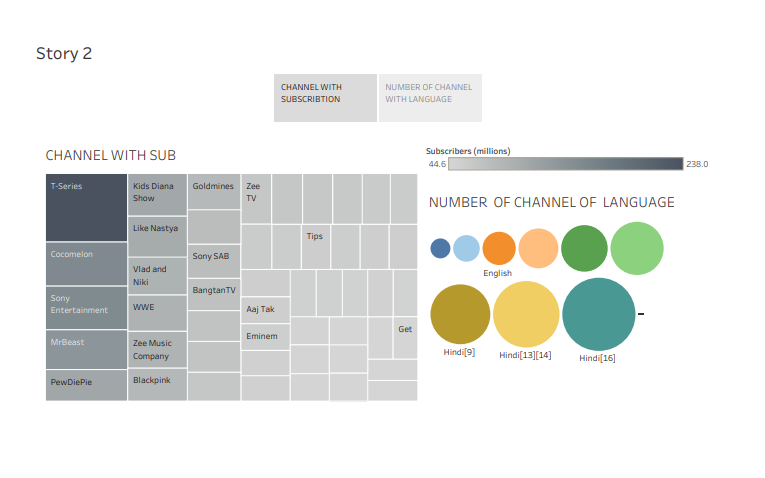 Story 2
CHANNEL WITH
SUBSCRIBTION
NUMBER OF CHANNEL
WITH LANGUAGE
CHANNEL WITH SUB
Subscribers (millions)
44.6
238.0
T-Series
Cocomelon
Sony
Entertainment
MrBeast
PewDiePie
Kids Diana
Show
Like Nastya
Vlad and
Niki
WWE
Zee Music
Company
Blackpink
Goldmines
Sony SAB
BangtanTV
Zee
TV
Aaj Tak
Eminem
Tips
Get
NUMBER OF CHANNEL OF LANGUAGE
English
Hindi[9]
Hindi[13][14]
Hindi[16]